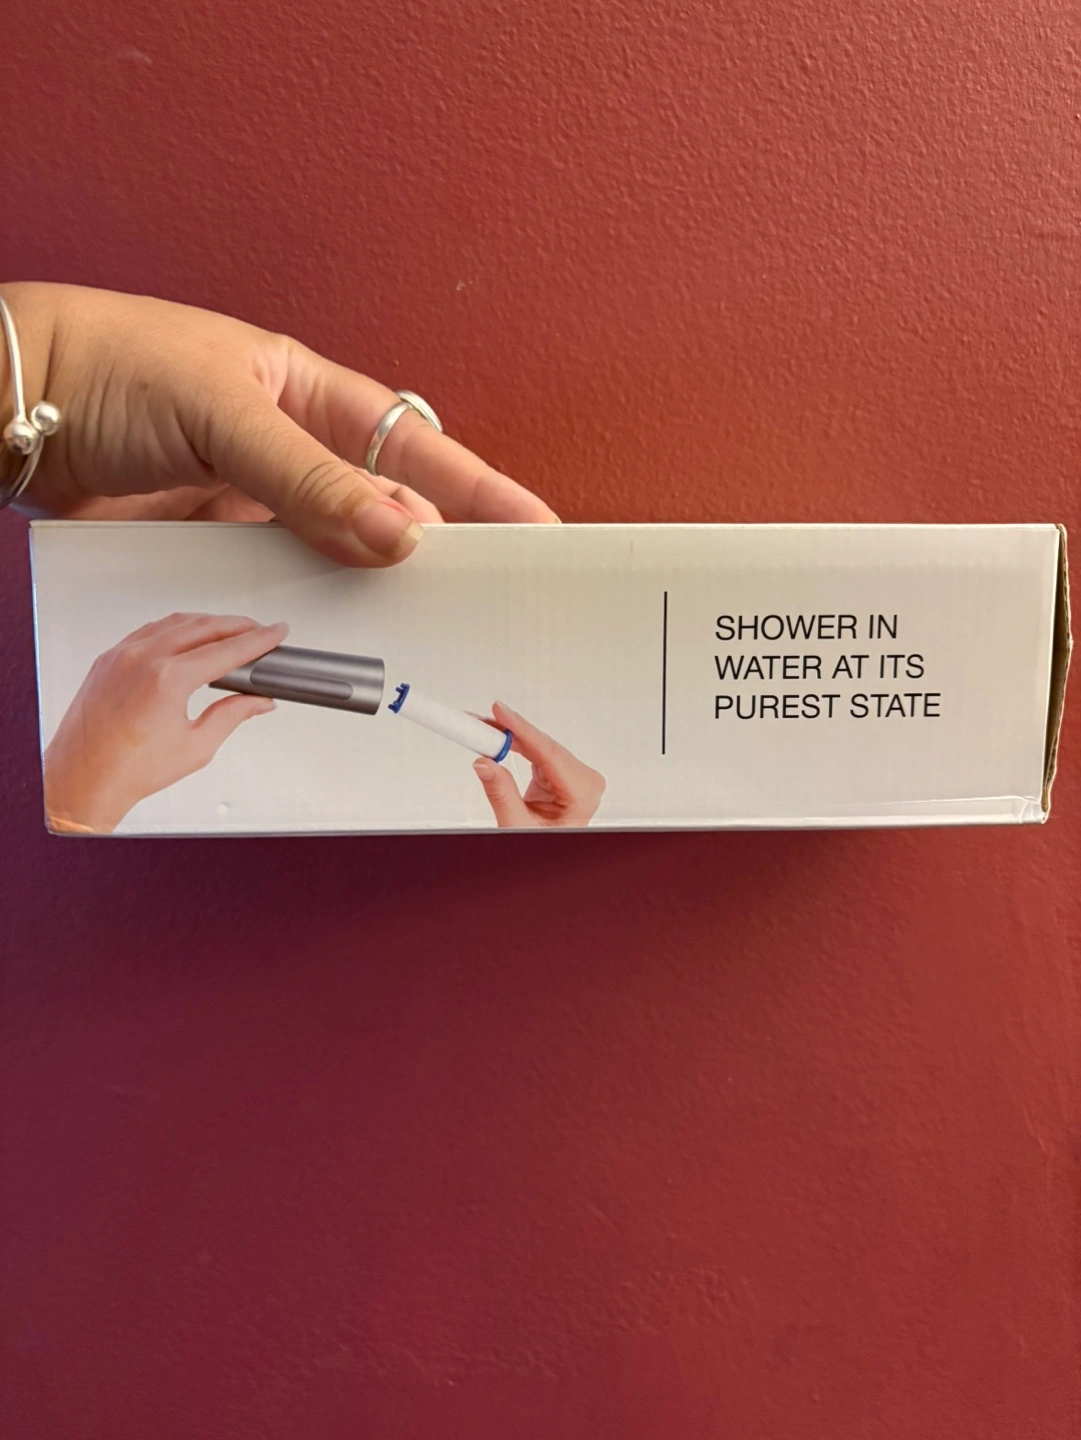 SHOWER IN
WATER AT ITS
PUREST STATE